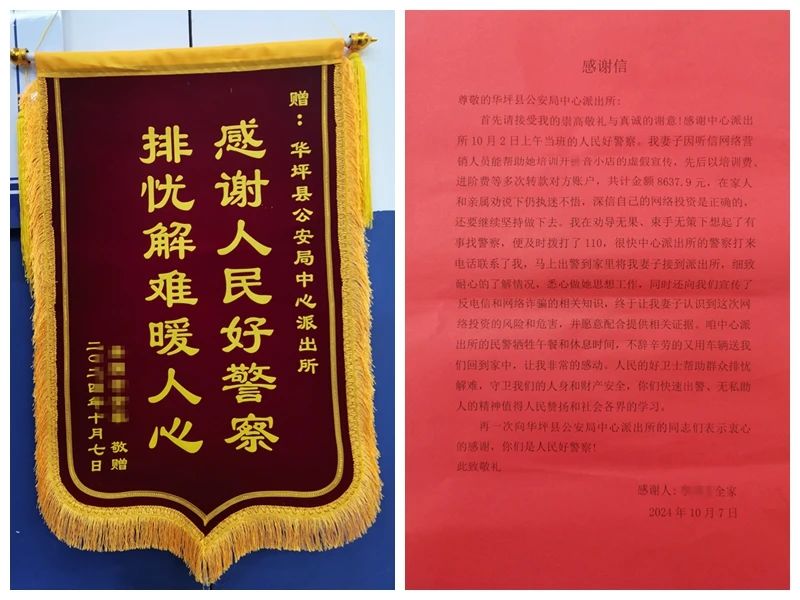 赠：华坪县公安局中心派出所
感谢人民好警察
排忧解难暖人心
敬赠
二〇二四年十月七日
感谢信
尊敬的华坪县公安局中心派出所：
首先请接受我的崇高敬礼与真诚的谢意！感谢中心派出
所10月2日上午当班的人民好警察。我妻子因听信网络营
销人员能帮助她培训开抖音小店的虚假宣传，先后以培训费、
进阶费等多次转款对方账户，共计金额8637.9元，在家人
和亲属劝说下仍执迷不悟，深信自己的网络投资是正确的，
还要继续坚持做下去。我在劝导无果、束手无策下想起了有
事找警察，便及时拨打了110，很快中心派出所的警察打来
电话联系了我，马上出警到家里将我妻子接到派出所，细致
耐心的了解情况，悉心做她思想工作，同时还向我们宣传了
反电信和网络诈骗的相关知识，终于让我妻子认识到这次网
络投资的风险和危害，并愿意配合提供相关证据。咱中心派
出所的民警牺牲午餐和休息时间，不辞辛劳的又用车辆送我
们回到家中，让我非常的感动。人民的好卫士帮助群众排忧
解难，守卫我们的人身和财产安全，你们快速出警、无私助
人的精神值得人民赞扬和社会各界的学习。
再一次向华坪县公安局中心派出所的同志们表示衷心
的感谢，你们是人民好警察！
此致敬礼
感谢人：全家
2024年10月7日